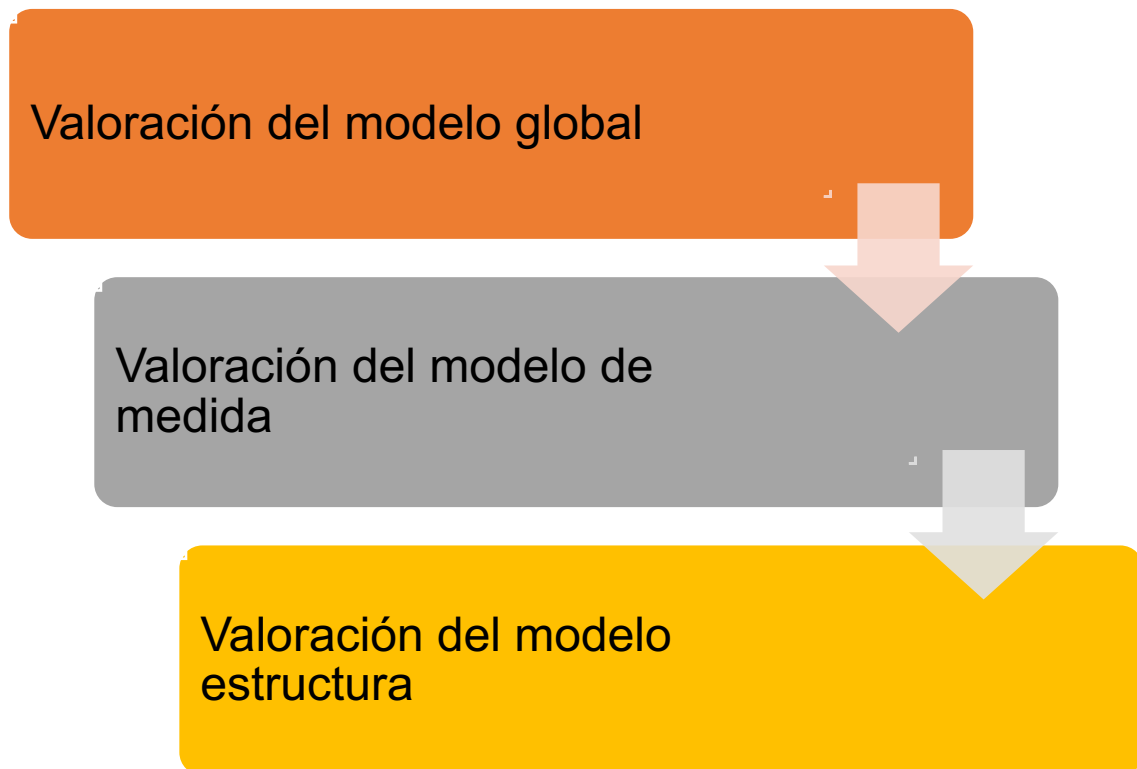 Valoración del modelo global
Valoración del modelo de
medida
Valoración del modelo
estructura